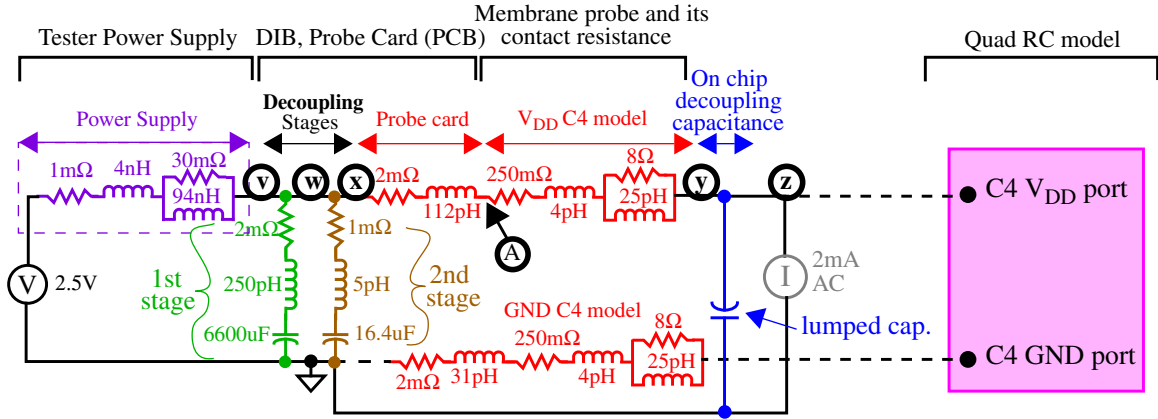 Membrane probe and its
contact resistance
Tester Power Supply
DIB, Probe Card (PCB)
Quad RC model
On chip
decoupling
capacitance
Decoupling
Stages
Power Supply
Probe card
VDD C4 model
1mΩ
4nH
30mΩ
94nH
v
w
x
2mΩ
112pH
250mΩ
4pH
8Ω
25pH
y
z
C4 VDD port
A
2mΩ
1mΩ
V
2.5V
1st
stage
250pH
5pH
2nd
stage
I
2mA
AC
6600uF
16.4uF
GND C4 model
250mΩ
8Ω
lumped cap.
2mΩ
31pH
4pH
25pH
C4 GND port